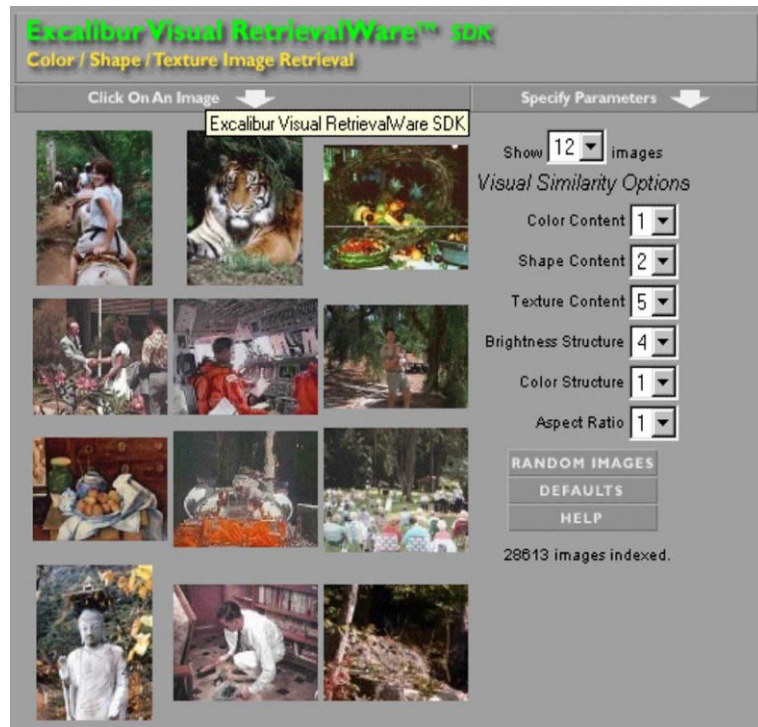 Excalibur Visual RetrievalWare™ SDK
Color / Shape / Texture Image Retrieval
Click On An Image
Specify Parameters
Excalibur Visual RetrievalWare SDK
Show 12 images
Visual Similarity Options
Color Content 1
Shape Content 2
Texture Content 5
Brightness Structure 4
Color Structure 1
Aspect Ratio 1
RANDOM IMAGES
DEFAULTS
HELP
28613 images indexed.